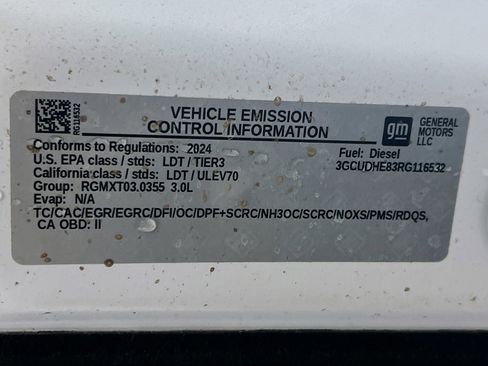 RG116532
VEHICLE EMISSION
CONTROL INFORMATION
gm
GENERAL
MOTORS
LLC
Conforms to Regulations: 2024
U.S. EPA class / stds: LDT / TIER3
California class / stds: LDT / ULEV70
Group: RGMXT03.0355 3.0L
Evap: N/A
Fuel: Diesel
3GCUDHE83RG116532
TC/CAC/EGR/EGRC/DFI/OC/DPF+SCRC/NH3OC/SCRC/NOXS/PMS/RDQS,
CA OBD: II